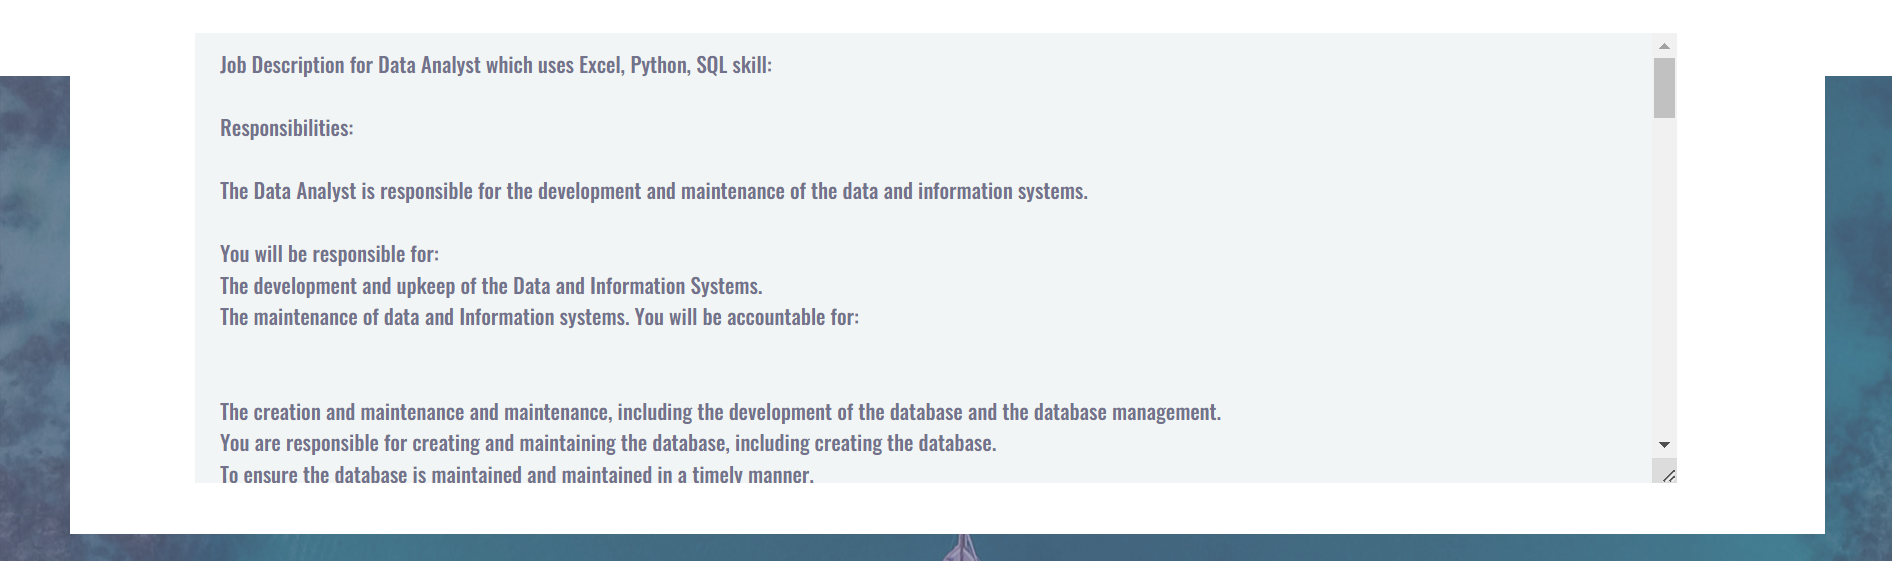 Job Description for Data Analyst which uses Excel, Python, SQL skill:
Responsibilities:
The Data Analyst is responsible for the development and maintenance of the data and information systems.
You will be responsible for:
The development and upkeep of the Data and Information Systems.
The maintenance of data and Information systems. You will be accountable for:
The creation and maintenance and maintenance, including the development of the database and the database management.
You are responsible for creating and maintaining the database, including creating the database.
To ensure the database is maintained and maintained in a timely manner.